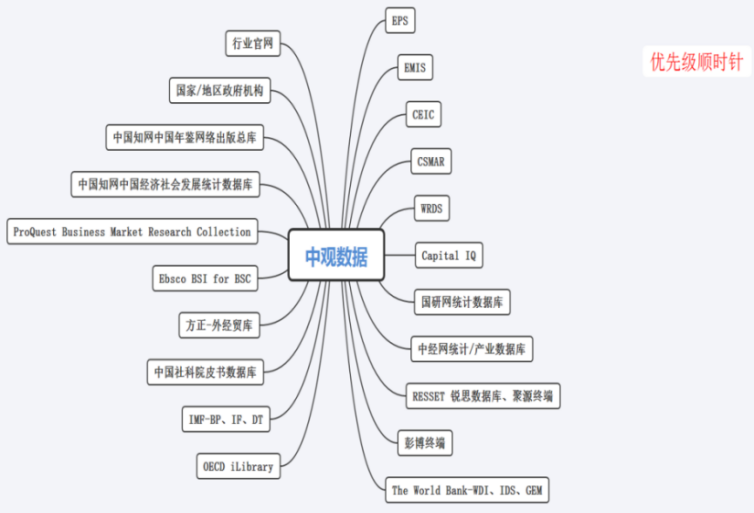 优先级顺时针
中观数据
EPS
EMIS
CEIC
CSMAR
WRDS
Capital IQ
国研网统计数据库
中经网统计/产业数据库
RESSET 锐思数据库、聚源终端
彭博终端
The World Bank-WDI、IDS、GEM
OECD iLibrary
IMF-BP、IF、DT
中国社科院皮书数据库
方正-外经贸库
Ebsco BSI for BSC
ProQuest Business Market Research Collection
中国知网中国经济社会发展统计数据库
中国知网中国年鉴网络出版总库
国家/地区政府机构
行业官网